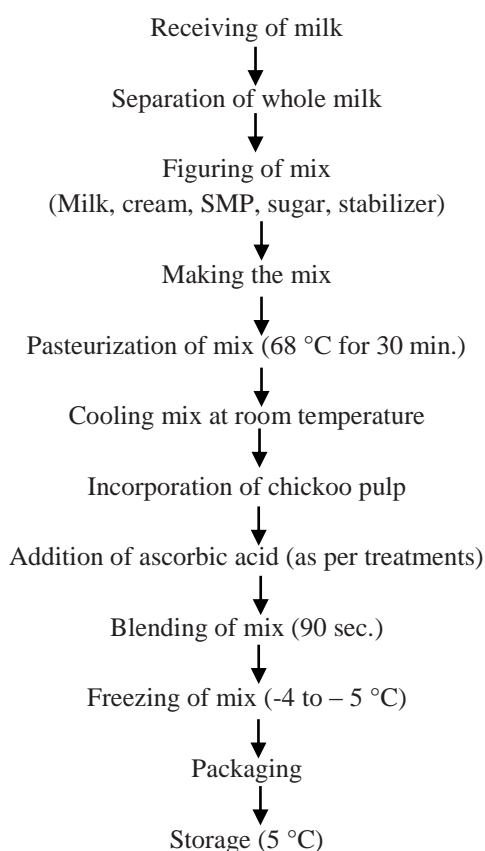 Receiving of milk
Separation of whole milk
Figuring of mix
(Milk, cream, SMP, sugar, stabilizer)
Making the mix
Pasteurization of mix (68 °C for 30 min.)
Cooling mix at room temperature
Incorporation of chickoo pulp
Addition of ascorbic acid (as per treatments)
Blending of mix (90 sec.)
Freezing of mix (-4 to – 5 °C)
Packaging
Storage (5 °C)